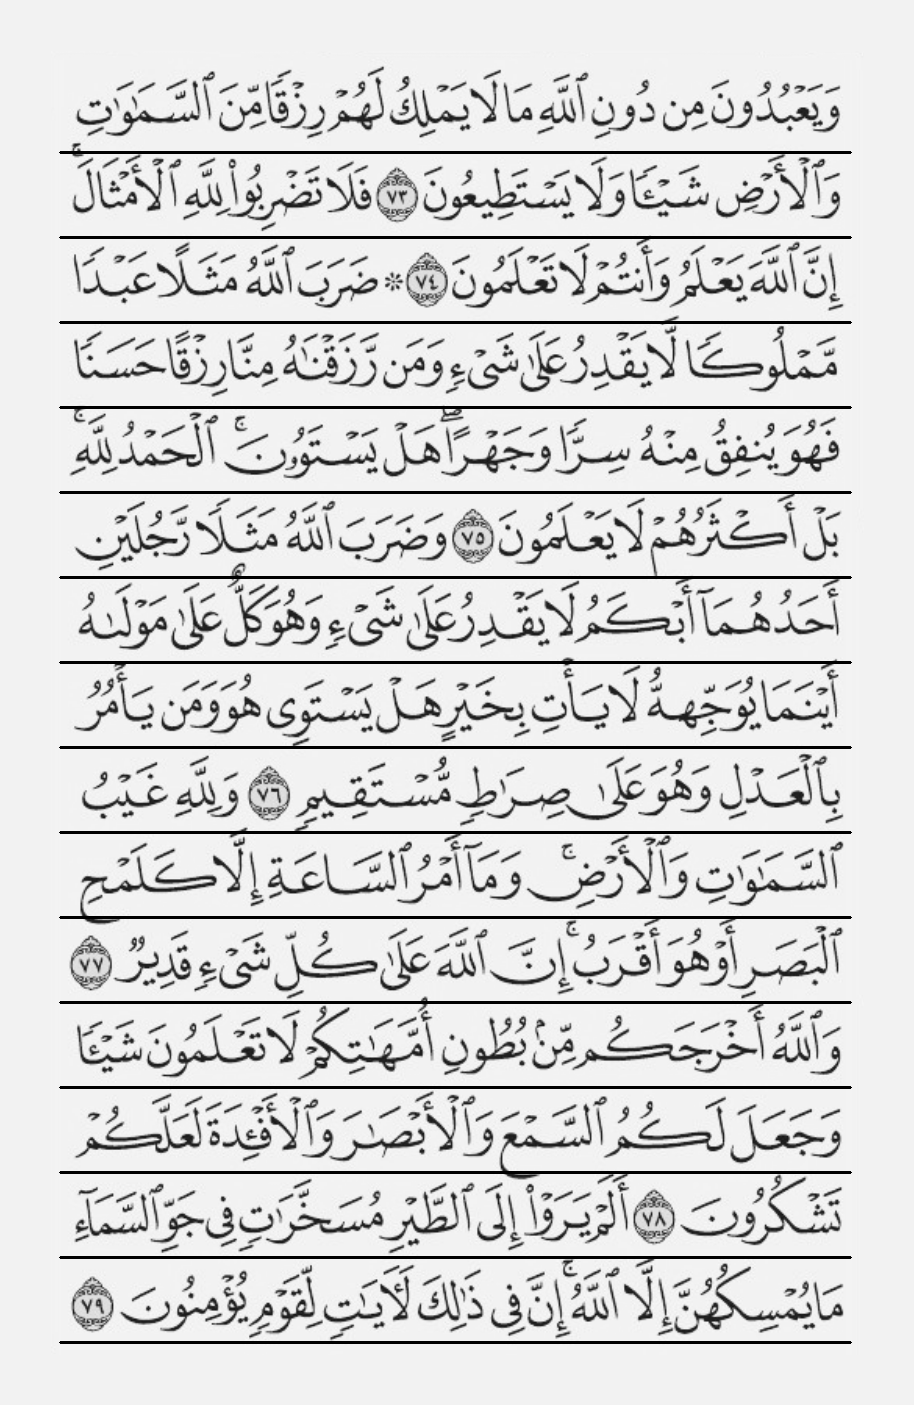 وَيَعْبُدُونَ مِن دُونِ ٱللَّهِ مَا لَا يَمْلِكُ لَهُمْ رِزْقًا مِّنَ ٱلسَّمَٰوَٰتِ
وَٱلْأَرْضِ شَيْـًٔا وَلَا يَسْتَطِيعُونَ ٧٣ فَلَا تَضْرِبُوا۟ لِلَّهِ ٱلْأَمْثَالَ ۚ
إِنَّ ٱللَّهَ يَعْلَمُ وَأَنتُمْ لَا تَعْلَمُونَ ٧٤ * ضَرَبَ ٱللَّهُ مَثَلًا عَبْدًا
مَّمْلُوكًا لَّا يَقْدِرُ عَلَىٰ شَىْءٍ وَمَن رَّزَقْنَٰهُ مِنَّا رِزْقًا حَسَنًا
فَهُوَ يُنفِقُ مِنْهُ سِرًّا وَجَهْرًا ۖ هَلْ يَسْتَوُۥنَ ۚ ٱلْحَمْدُ لِلَّهِ ۚ
بَلْ أَكْثَرُهُمْ لَا يَعْلَمُونَ ٧٥ وَضَرَبَ ٱللَّهُ مَثَلًا رَّجُلَيْنِ
أَحَدُهُمَآ أَبْكَمُ لَا يَقْدِرُ عَلَىٰ شَىْءٍ وَهُوَ كَلٌّ عَلَىٰ مَوْلَىٰهُ
أَيْنَمَا يُوَجِّههُّ لَا يَأْتِ بِخَيْرٍ هَلْ يَسْتَوِى هُوَ وَمَن يَأْمُرُ
بِٱلْعَدْلِ وَهُوَ عَلَىٰ صِرَٰطٍ مُّسْتَقِيمٍ ٧٦ وَلِلَّهِ غَيْبُ
ٱلسَّمَٰوَٰتِ وَٱلْأَرْضِ ۚ وَمَآ أَمْرُ ٱلسَّاعَةِ إِلَّا كَلَمْحِ
ٱلْبَصَرِ أَوْ هُوَ أَقْرَبُ ۚ إِنَّ ٱللَّهَ عَلَىٰ كُلِّ شَىْءٍ قَدِيرٌ ٧٧
وَٱللَّهُ أَخْرَجَكُم مِّنۢ بُطُونِ أُمَّهَٰتِكُمْ لَا تَعْلَمُونَ شَيْـًٔا
وَجَعَلَ لَكُمُ ٱلسَّمْعَ وَٱلْأَبْصَٰرَ وَٱلْأَفْـِٔدَةَ لَعَلَّكُمْ
تَشْكُرُونَ ٧٨ أَلَمْ يَرَوْا۟ إِلَى ٱلطَّيْرِ مُسَخَّرَٰتٍ فِى جَوِّ ٱلسَّمَآءِ
مَا يُمْسِكُهُنَّ إِلَّا ٱللَّهُ ۚ إِنَّ فِى ذَٰلِكَ لَـَٔايَٰتٍ لِّقَوْمٍ يُؤْمِنُونَ ٧٩